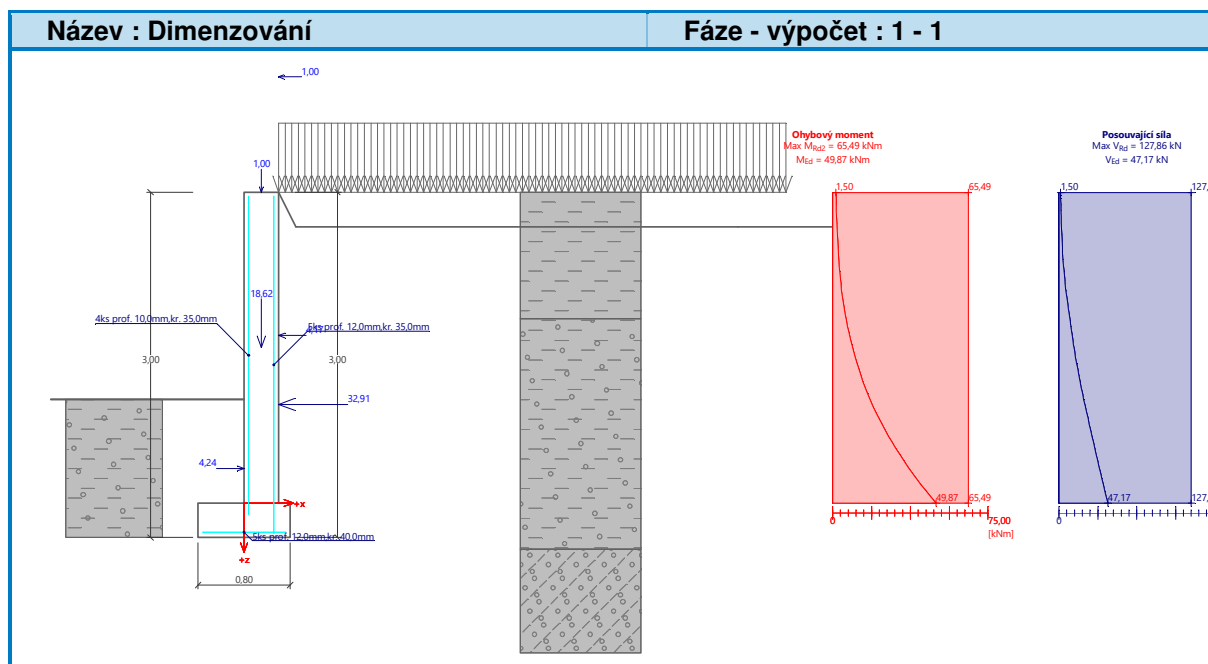 Název : Dimenzování
Fáze - výpočet : 1 - 1
1,00
Ohybový moment
Max MRd2 = 65,49 kNm
MEd = 49,87 kNm
Posouvající síla
Max VRd = 127,86 kN
VEd = 47,17 kN
1,00
1,50
65,49
1,50
127,
18,62
4ks prof. 10,0mm,kr. 35,0mm
5ks prof. 12,0mm,kr. 35,0mm
3,00
3,00
32,91
4,24
+x
49,87
65,49
47,17
127,
5ks prof. 12,0mm,kr. 40,0mm
0
75,00
[kNm]
0
+z
0,80